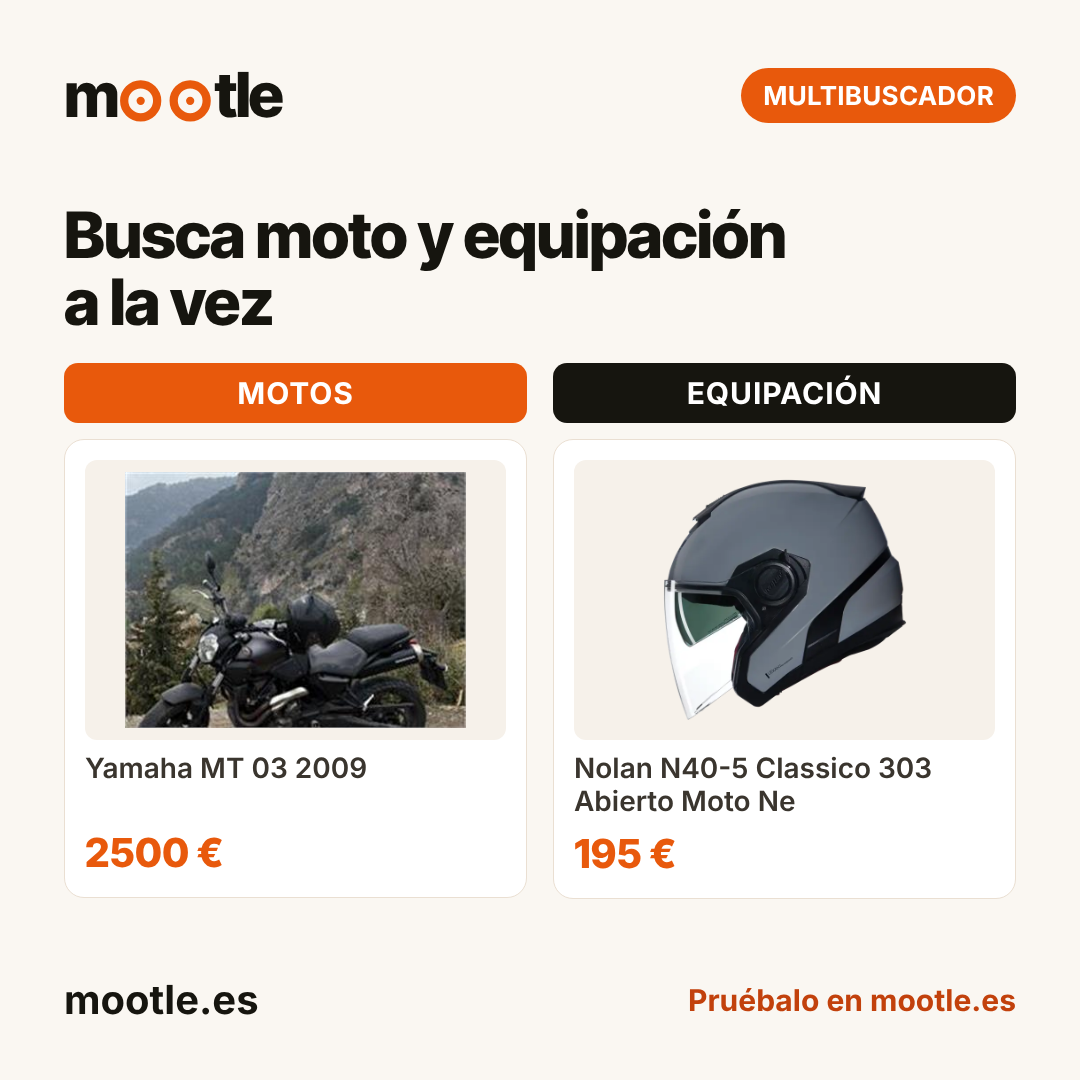 mootle
MULTIBUSCADOR
Busca moto y equipación
a la vez
MOTOS
EQUIPACIÓN
Yamaha MT 03 2009
2500 €
Nolan N40-5 Classico 303
Abierto Moto Ne
195 €
mootle.es
Pruébalo en mootle.es